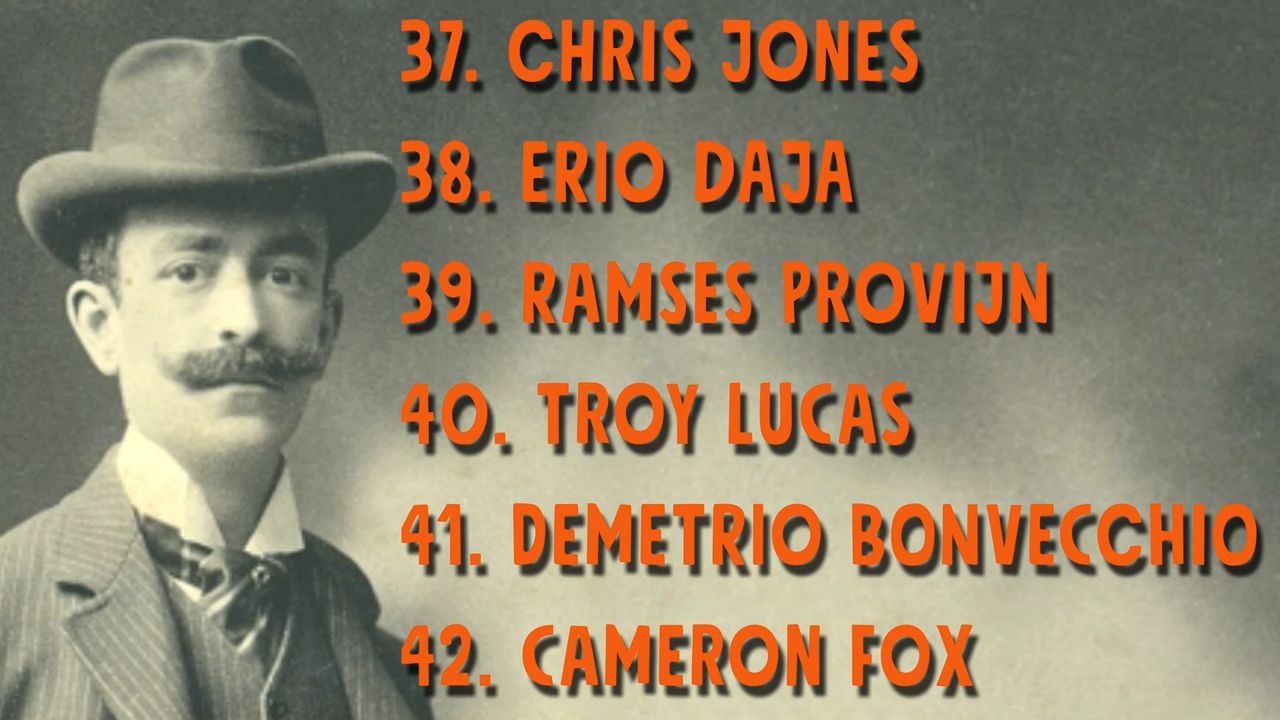 37. CHRIS JONES
38. ERIO DAJA
39. RAMSES PROVIJN
40. TROY LUCAS
41. DEMETRIO BONVECCHIO
42. CAMERON FOX